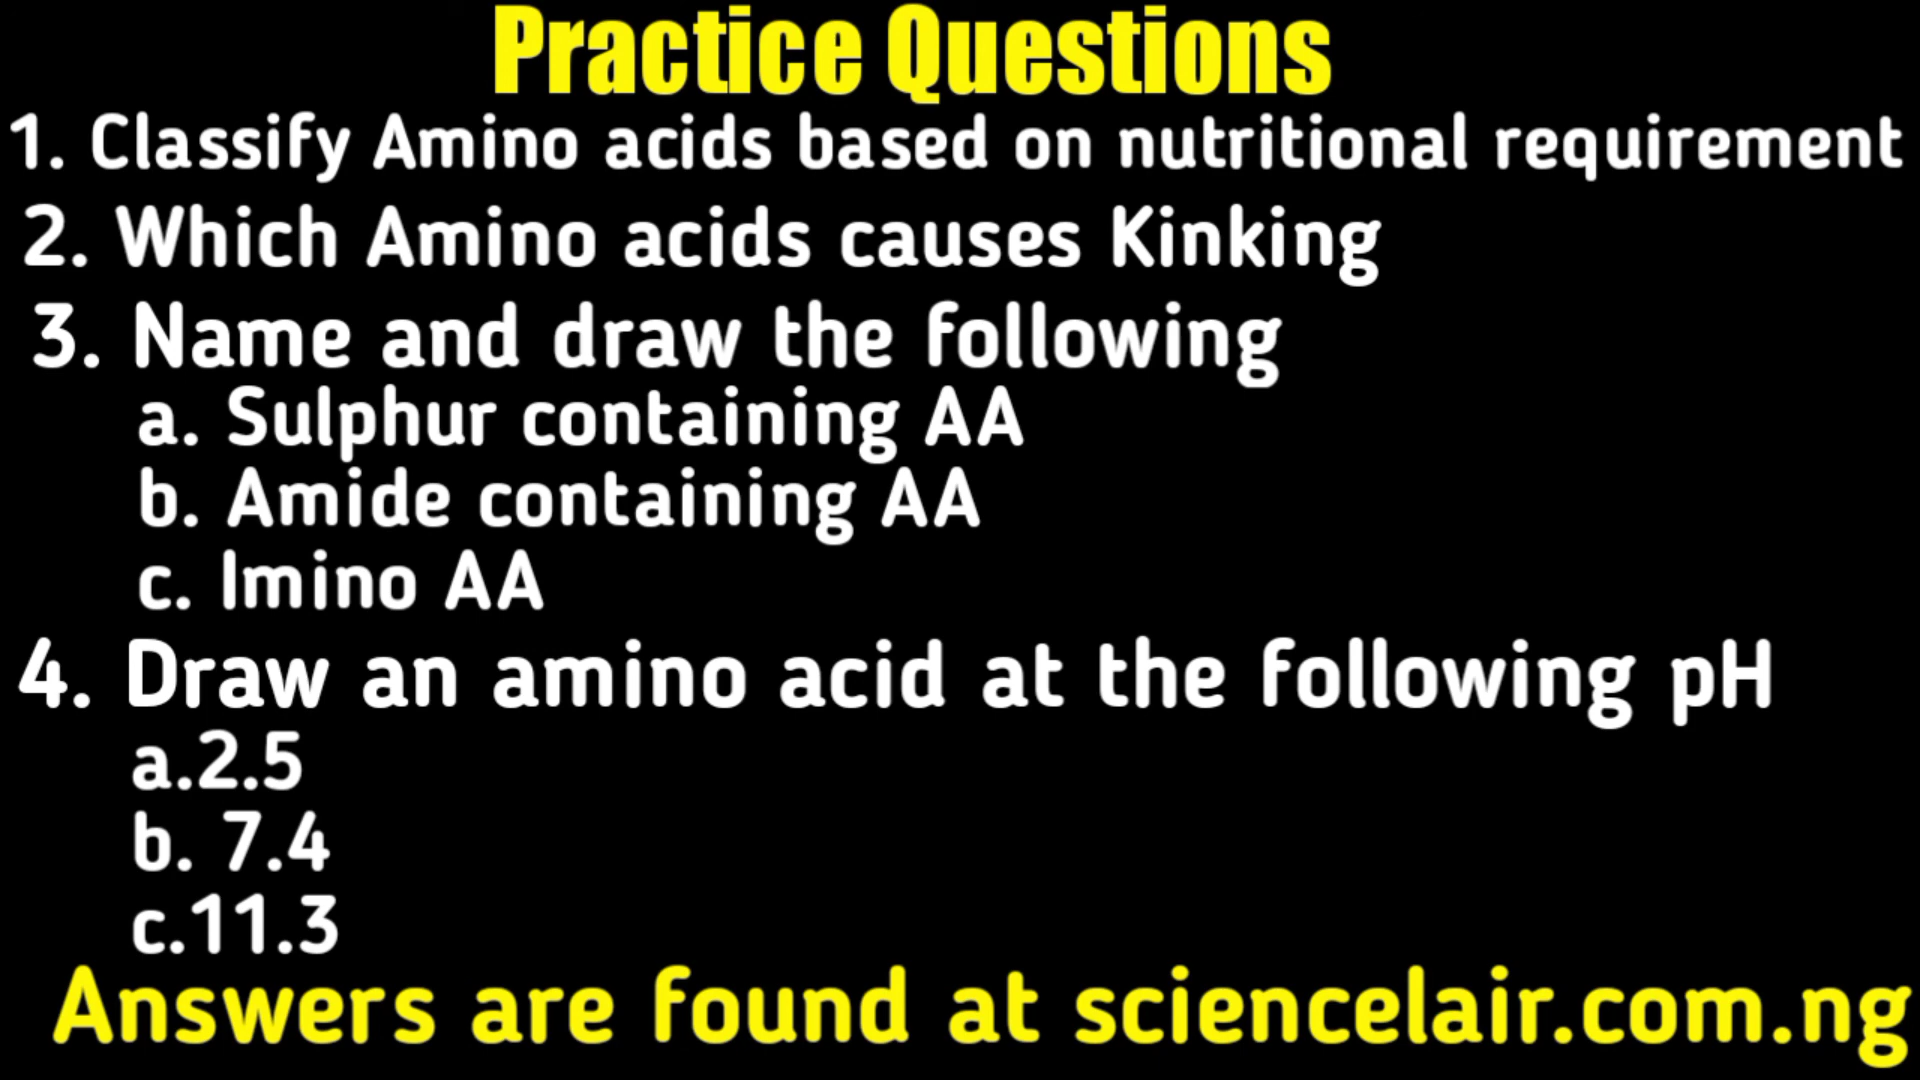 Practice Questions
1. Classify Amino acids based on nutritional requirement
2. Which Amino acids causes Kinking
3. Name and draw the following
a. Sulphur containing AA
b. Amide containing AA
c. Imino AA
4. Draw an amino acid at the following pH
a.2.5
b. 7.4
c.11.3
Answers are found at sciencelair.com.ng